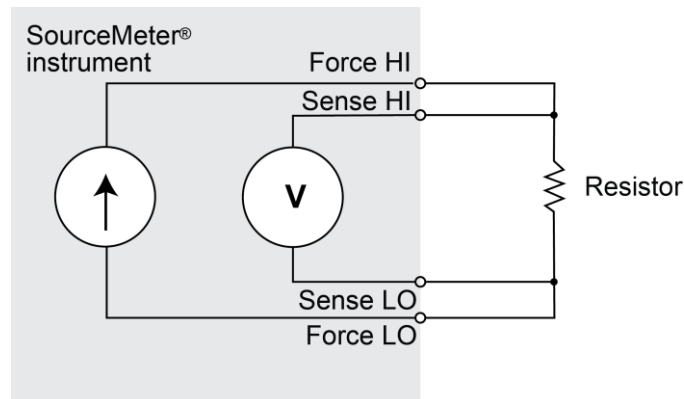 SourceMeter®
instrument
Force HI
Sense HI
V
Resistor
Sense LO
Force LO